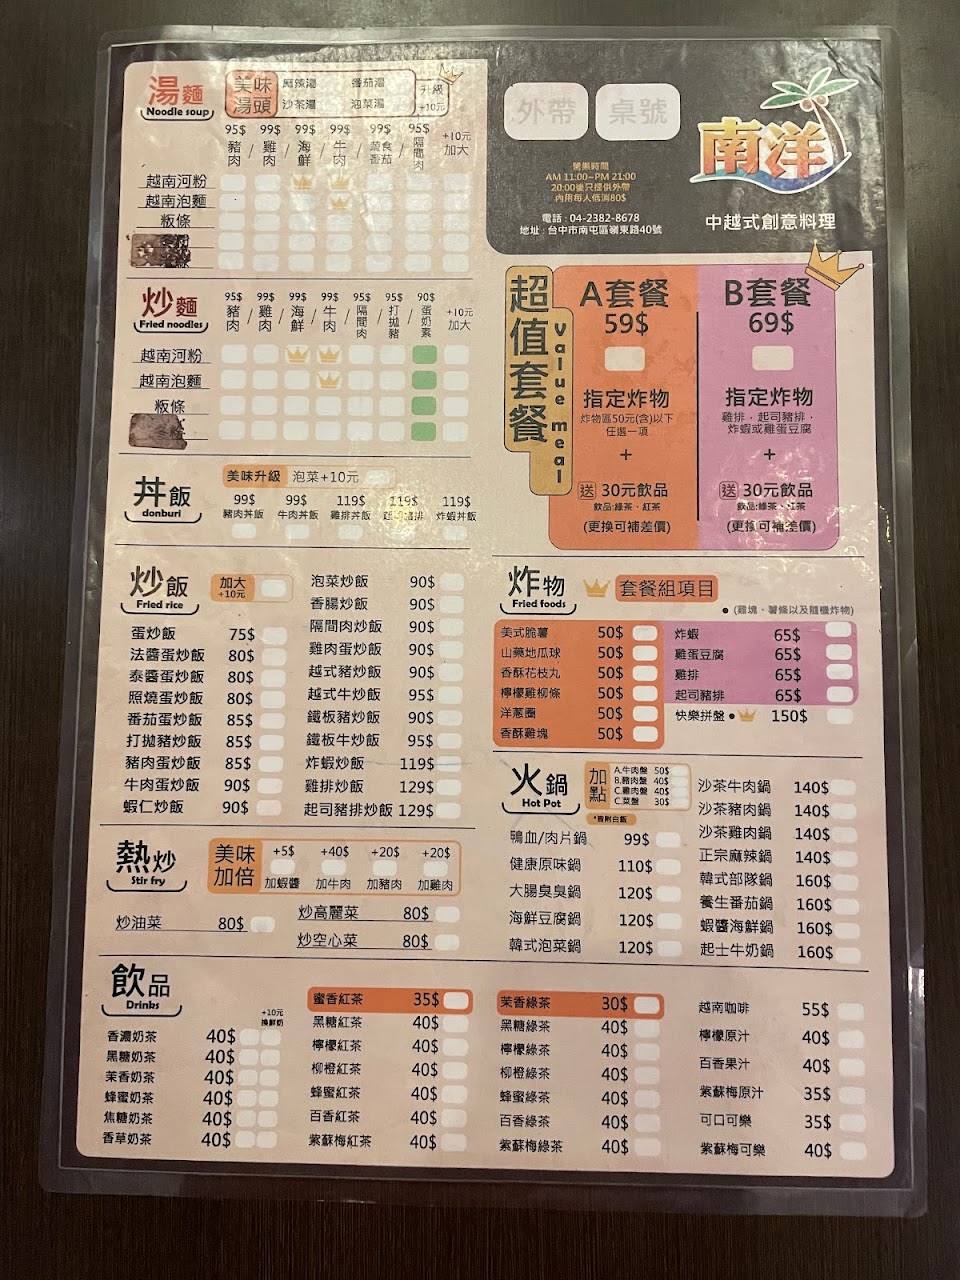 湯麵
Noodle soup
美味湯頭
麻辣湯 番茄湯
沙茶湯 泡菜湯
升級
+10元
95$ 99$ 99$ 99$ 99$ 95$ +10元
豬肉 / 雞肉 / 海鮮 / 牛肉 / 蔬食番茄 / 隔間肉 加大
越南河粉
越南泡麵
粄條
炒麵
Fried noodles
95$ 99$ 99$ 99$ 95$ 95$ 90$ +10元
豬肉 / 雞肉 / 海鮮 / 牛肉 / 隔間肉 / 打拋豬 / 蛋奶素 加大
越南河粉
越南泡麵
粄條
丼飯
donburi
美味升級 泡菜+10元
99$ 99$ 119$ 119$ 119$
豬肉丼飯 牛肉丼飯 雞排丼飯 炸蝦丼飯
炒飯
Fried rice
加大
+10元
蛋炒飯 75$
法醬蛋炒飯 80$
泰醬蛋炒飯 80$
照燒蛋炒飯 80$
番茄蛋炒飯 85$
打拋豬炒飯 85$
豬肉蛋炒飯 85$
牛肉蛋炒飯 90$
蝦仁炒飯 90$
泡菜炒飯 90$
香腸炒飯 90$
隔間肉炒飯 90$
雞肉蛋炒飯 90$
越式豬炒飯 90$
越式牛炒飯 95$
鐵板豬炒飯 90$
鐵板牛炒飯 95$
炸蝦炒飯 119$
雞排炒飯 129$
起司豬排炒飯 129$
熱炒
Stir fry
美味加倍
+5$ +40$ +20$ +20$
加蝦醬 加牛肉 加豬肉 加雞肉
炒油菜 80$
炒高麗菜 80$
炒空心菜 80$
外帶 桌號
營業時間
AM 11:00~PM 21:00
20:00後只提供外帶
內用每人低消80$
電話 : 04-2382-8678
地址 : 台中市南屯區嶺東路40號
南洋
中越式創意料理
超值套餐
Value meal
A套餐
59$
指定炸物
炸物區50元(含)以下
任選一項
+
送 30元飲品
飲品:綠茶、紅茶
(更換可補差價)
B套餐
69$
指定炸物
雞排、起司豬排、
炸蝦或雞蛋豆腐
+
送 30元飲品
飲品:綠茶、紅茶
(更換可補差價)
炸物
Fried foods
套餐組項目
●(雞塊、薯條以及隨機炸物)
美式脆薯 50$
山藥地瓜球 50$
香酥花枝丸 50$
檸檬雞柳條 50$
洋蔥圈 50$
香酥雞塊 50$
炸蝦 65$
雞蛋豆腐 65$
雞排 65$
起司豬排 65$
快樂拼盤● 150$
火鍋
Hot Pot
加點
A.牛肉盤 50$
B.豬肉盤 40$
C.雞肉盤 40$
C.菜盤 30$
*皆附白飯
鴨血/肉片鍋 99$
健康原味鍋 110$
大腸臭臭鍋 120$
海鮮豆腐鍋 120$
韓式泡菜鍋 120$
沙茶牛肉鍋 140$
沙茶豬肉鍋 140$
沙茶雞肉鍋 140$
正宗麻辣鍋 140$
韓式部隊鍋 160$
養生番茄鍋 160$
蝦醬海鮮鍋 160$
起士牛奶鍋 160$
飲品
Drinks
+10元
換鮮奶
香濃奶茶 40$
黑糖奶茶 40$
茉香奶茶 40$
蜂蜜奶茶 40$
焦糖奶茶 40$
香草奶茶 40$
蜜香紅茶 35$
黑糖紅茶 40$
檸檬紅茶 40$
柳橙紅茶 40$
蜂蜜紅茶 40$
百香紅茶 40$
紫蘇梅紅茶 40$
茉香綠茶 30$
黑糖綠茶 40$
檸檬綠茶 40$
柳橙綠茶 40$
蜂蜜綠茶 40$
百香綠茶 40$
紫蘇梅綠茶 40$
越南咖啡 55$
檸檬原汁 40$
百香果汁 40$
紫蘇梅原汁 35$
可口可樂 35$
紫蘇梅可樂 40$